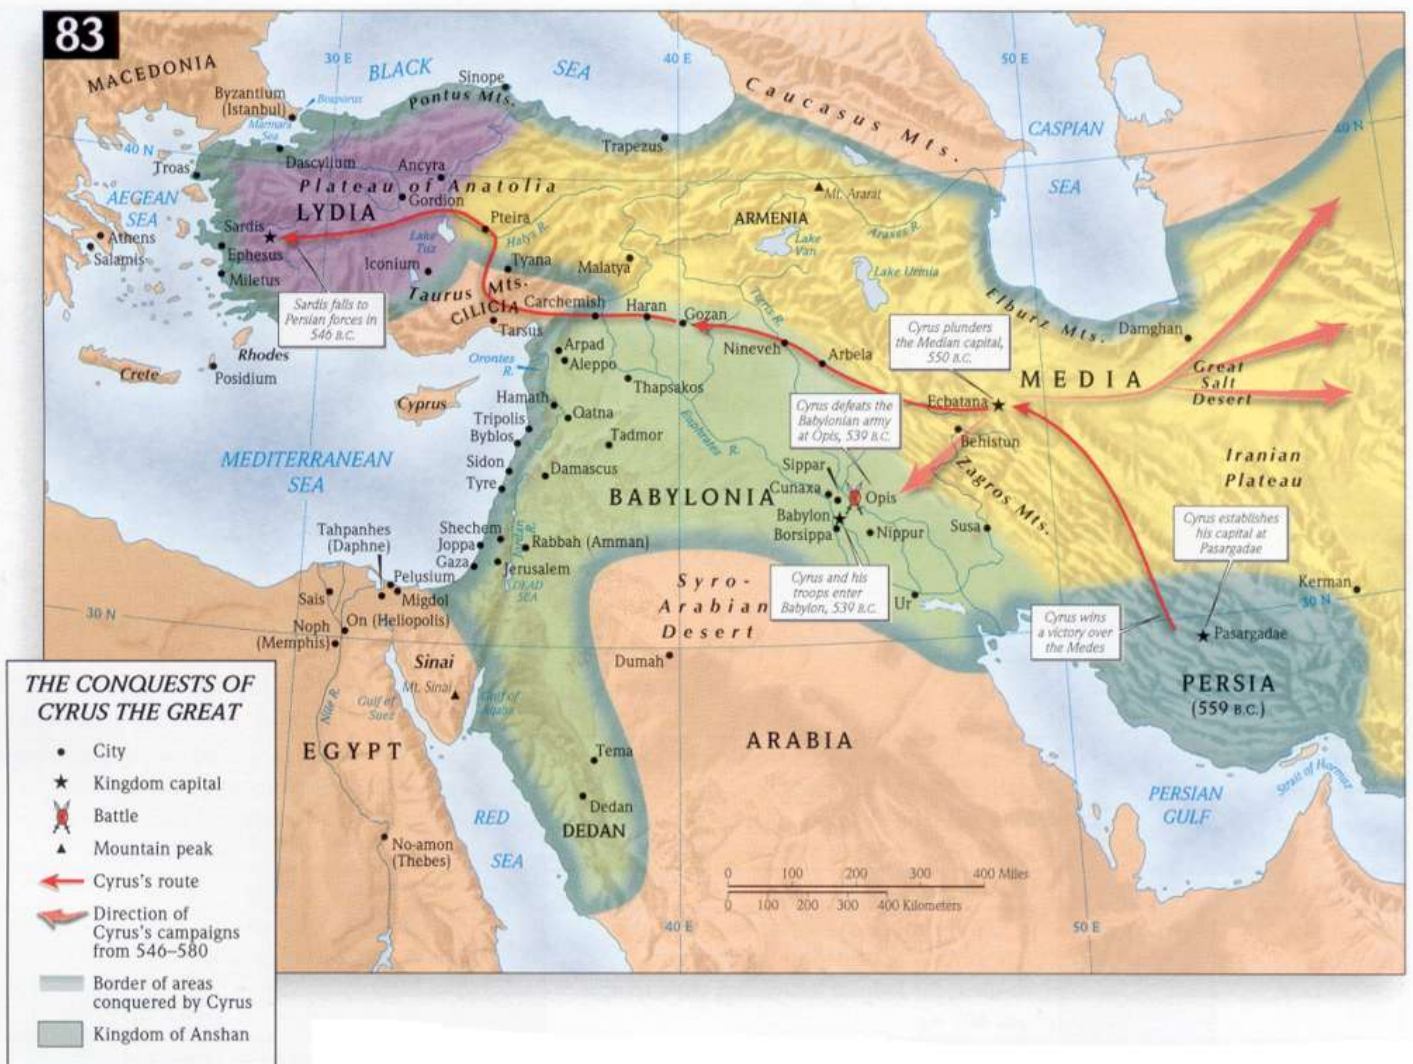 83
MACEDONIA
30 E
BLACK
SEA
40 E
50 E
Sinope
Byzantium
(Istanbul)
Bosporus
Pontus Mts.
Caucasus Mts.
Marmara
Sea
CASPIAN
SEA
40 N
40 N
Trapezus
Troas
Dascylium
Ancyra
Plateau of Anatolia
Gordion
Mt. Ararat
AEGEAN
SEA
LYDIA
ARMENIA
Pteira
Sardis
Athens
Salamis
Ephesus
Lake
Tuz
Halys R.
Lake
Van
Araxes R.
Miletus
Iconium
Tyana
Malatya
Lake Urmia
Taurus Mts.
CILICIA
Carchemish
Haran
Gozan
Tigris R.
Elburz Mts.
Sardis falls to
Persian forces in
546 B.C.
Tarsus
Cyrus plunders
the Median capital,
550 B.C.
Damghan
Nineveh
Arbela
Rhodes
Arpad
Aleppo
Orontes
R.
Crete
Posidium
Thapsakos
MEDIA
Great
Salt
Desert
Cyprus
Hamath
Qatna
Ecbatana
Cyrus defeats the
Babylonian army
at Opis, 539 B.C.
Tripolis
Byblos
Tadmor
Euphrates R.
Behistun
MEDITERRANEAN
SEA
Sidon
Damascus
Tyre
Sippar
Zagros Mts.
Iranian
Plateau
BABYLONIA
Cunaxa
Opis
Babylon
Borsippa
Nippur
Susa
Cyrus establishes
his capital at
Pasargadae
Tahpanhes
(Daphne)
Shechem
Joppa
Gaza
Jordan R.
Rabbah (Amman)
Jerusalem
DEAD
SEA
Pelusium
Migdol
Sais
Syro-
Arabian
Desert
Cyrus and his
troops enter
Babylon, 539 B.C.
Ur
Kerman
30 N
30 N
On (Heliopolis)
Noph
(Memphis)
Cyrus wins
a victory over
the Medes
Pasargadae
Dumah
Sinai
Mt. Sinai
Gulf of
Suez
Gulf of
Aqaba
Nile R.
PERSIA
(559 B.C.)
EGYPT
Tema
ARABIA
Strait of Hormuz
PERSIAN
GULF
Dedan
DEDAN
RED
SEA
No-amon
(Thebes)
0 100 200 300 400 Miles
0 100 200 300 400 Kilometers
40 E
50 E
THE CONQUESTS OF
CYRUS THE GREAT
City
Kingdom capital
Battle
Mountain peak
Cyrus's route
Direction of
Cyrus's campaigns
from 546–580
Border of areas
conquered by Cyrus
Kingdom of Anshan